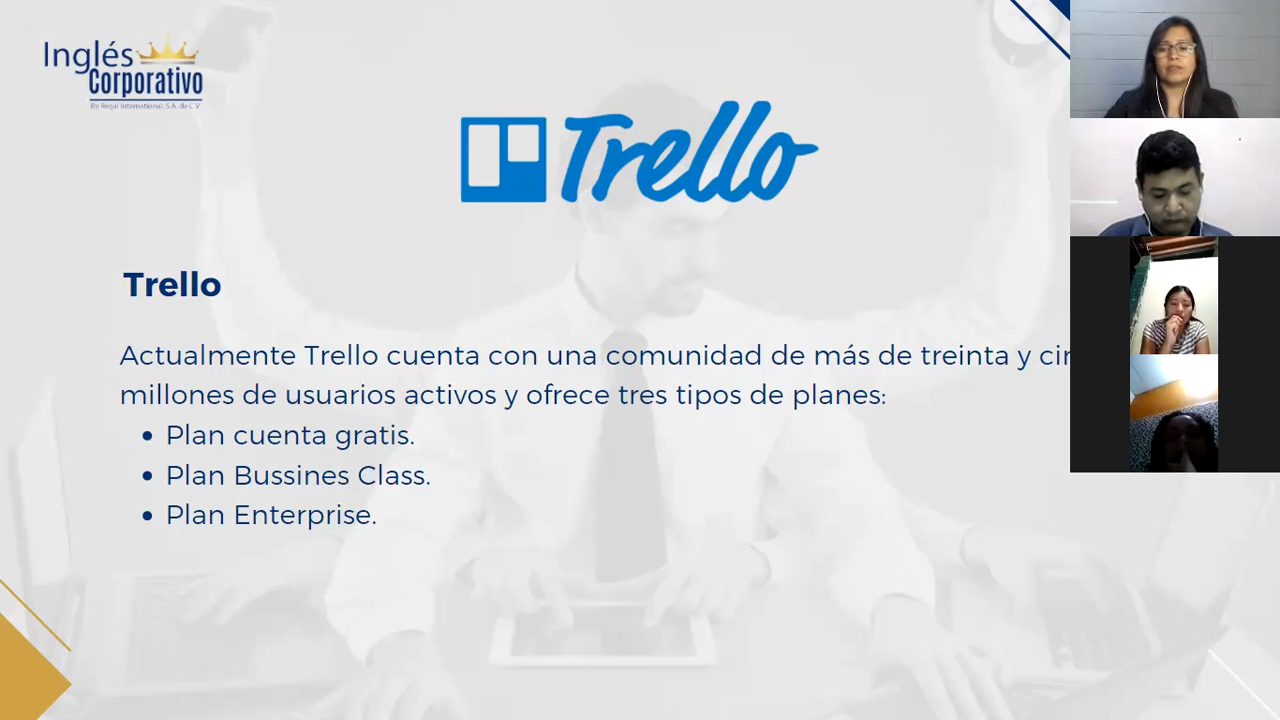 Inglés
Corporativo
By Regal International, S.A. de C.V
Trello
Trello
Actualmente Trello cuenta con una comunidad de más de treinta y
millones de usuarios activos y ofrece tres tipos de planes:
• Plan cuenta gratis.
• Plan Bussines Class.
• Plan Enterprise.